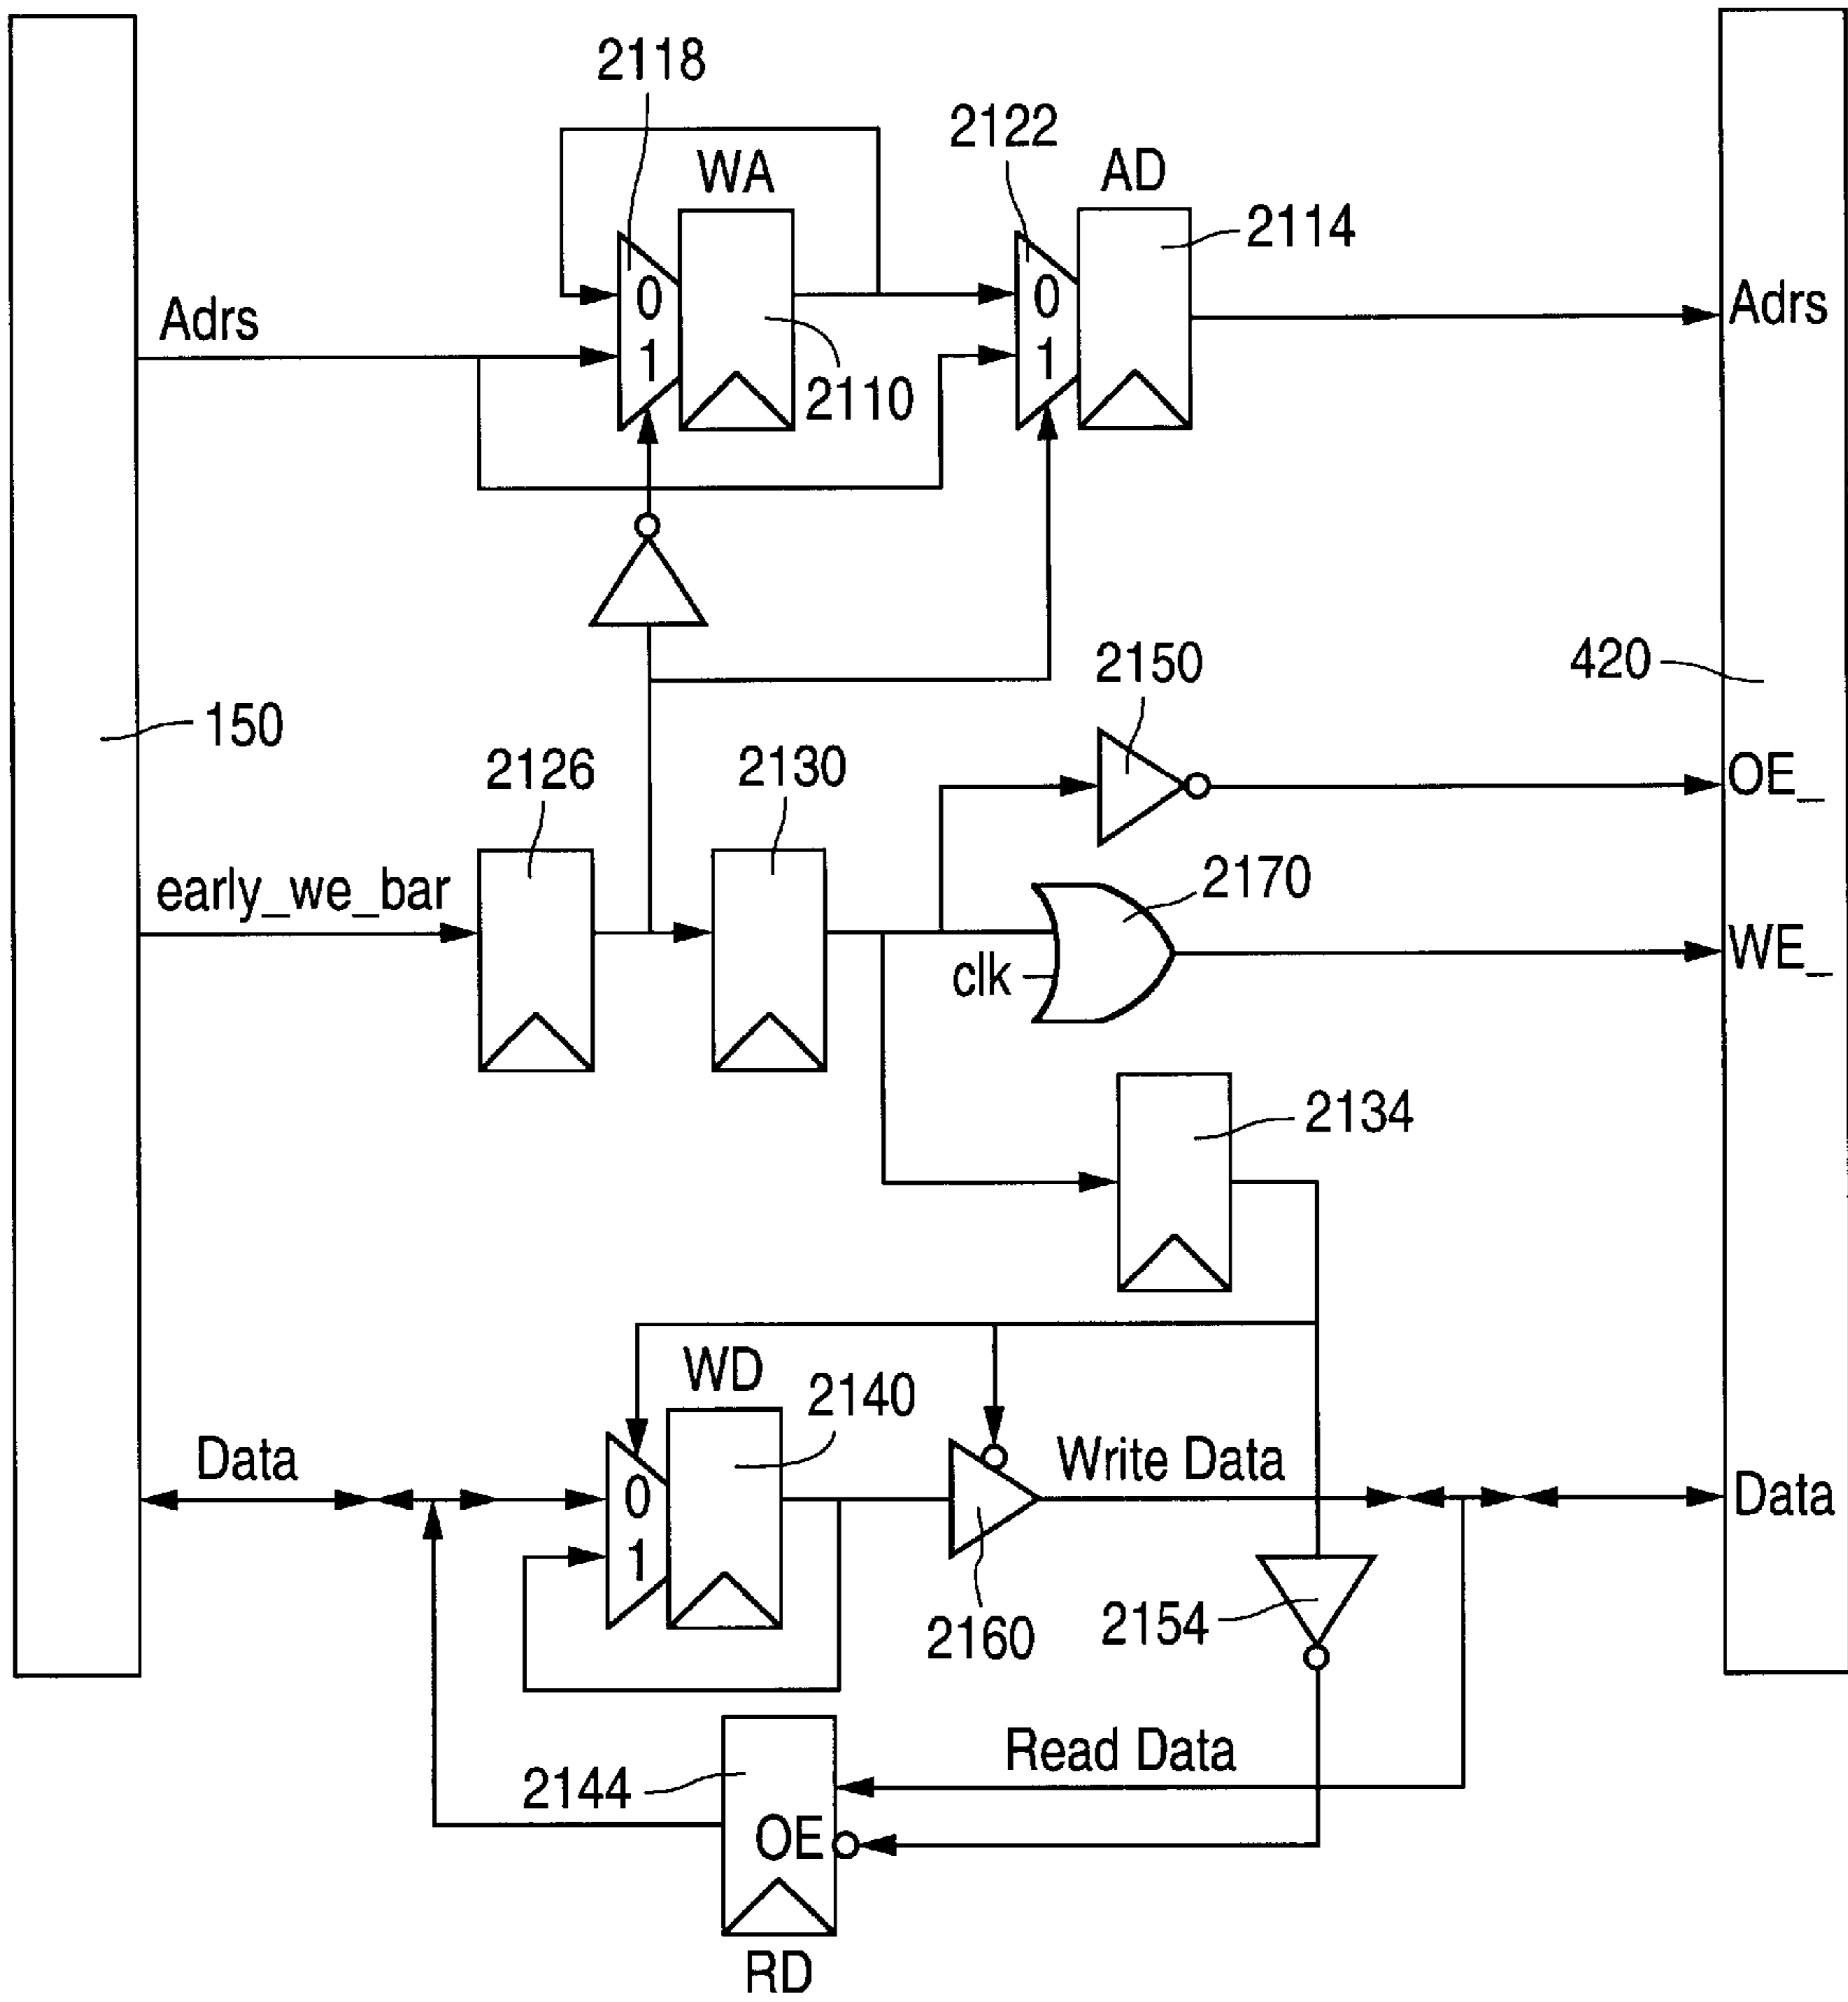 2118
2122
WA
AD
2114
0
0
Adrs
Adrs
1
1
2110
2150
420
150
2126
2130
OE_
early_we_bar
2170
clk
WE_
2134
WD
2140
Data
Write Data
0
Data
1
2160
2154
Read Data
2144
OE
RD